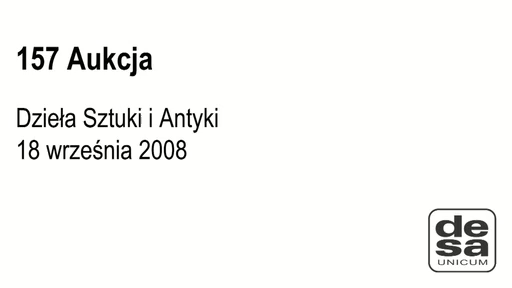 157 Aukcja
Dzieła Sztuki i Antyki
18 września 2008
de
sa
UNICUM